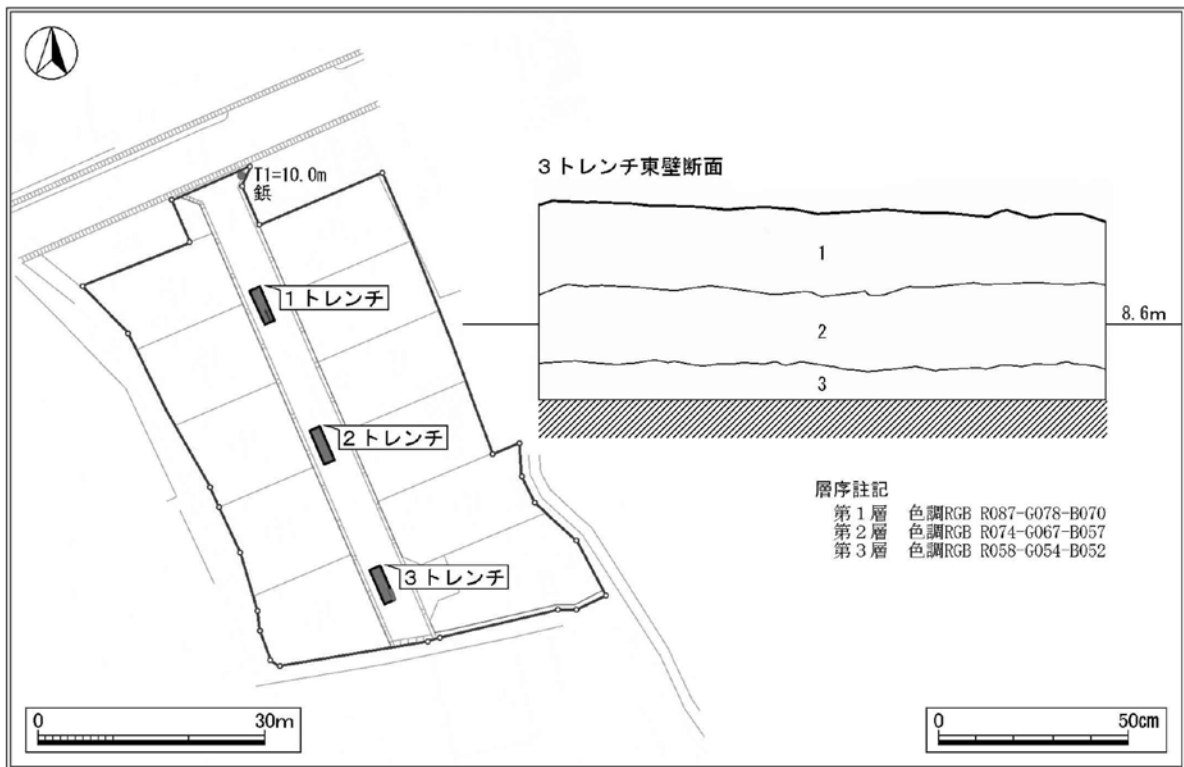 T1=10.0m
鋲
1トレンチ
2トレンチ
3トレンチ
3トレンチ東壁断面
1
2
3
8.6m
層序註記
第1層 色調RGB R087-G078-B070
第2層 色調RGB R074-G067-B057
第3層 色調RGB R058-G054-B052
0 30m
0 50cm